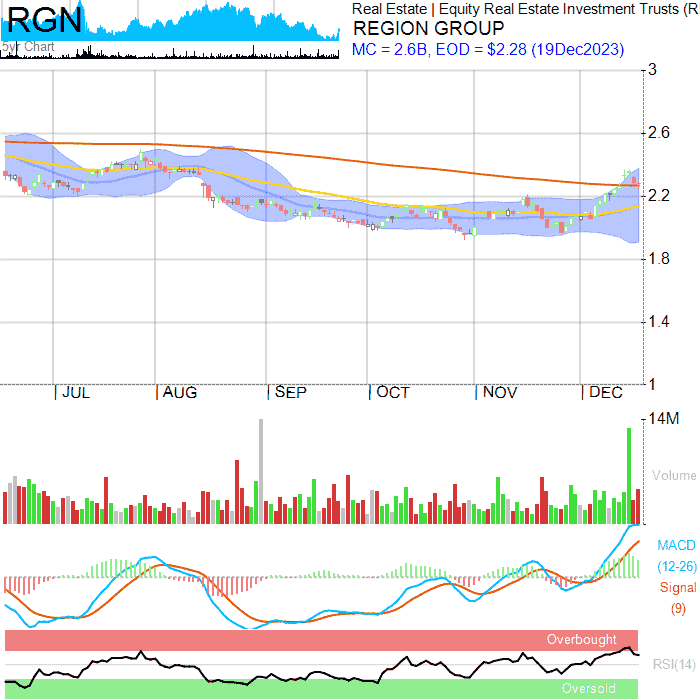 RGN
5yr Chart
Real Estate | Equity Real Estate Investment Trusts (R
REGION GROUP
MC = 2.6B, EOD = $2.28 (19Dec2023)
3
2.6
2.2
1.8
1.4
1
JUL AUG SEP OCT NOV DEC
14M
Volume
MACD
(12-26)
Signal
(9)
Overbought
RSI(14)
Oversold